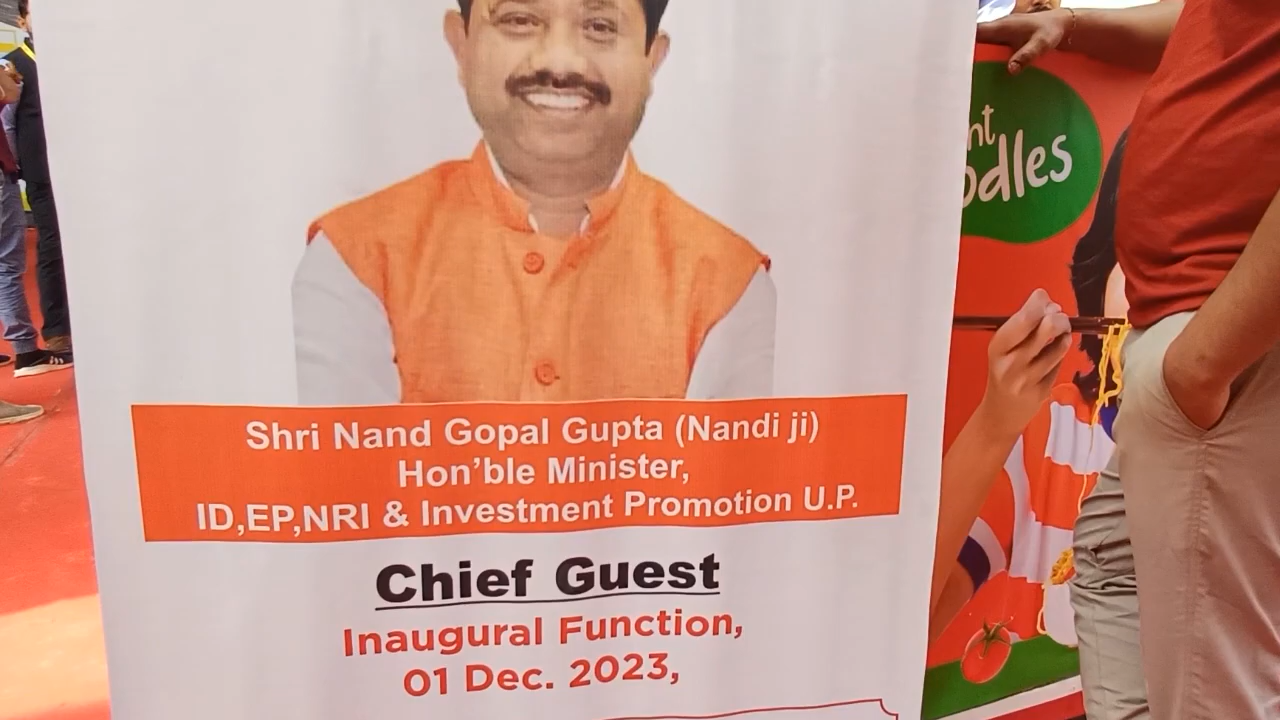 Shri Nand Gopal Gupta (Nandi ji)
Hon'ble Minister,
ID,EP,NRI & Investment Promotion U.P.
Chief Guest
Inaugural Function,
01 Dec. 2023,